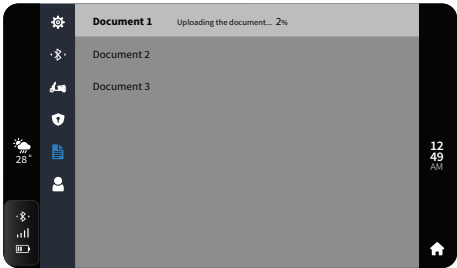 Document 1 Uploading the document... 2%
Document 2
Document 3
28°
12
49
AM